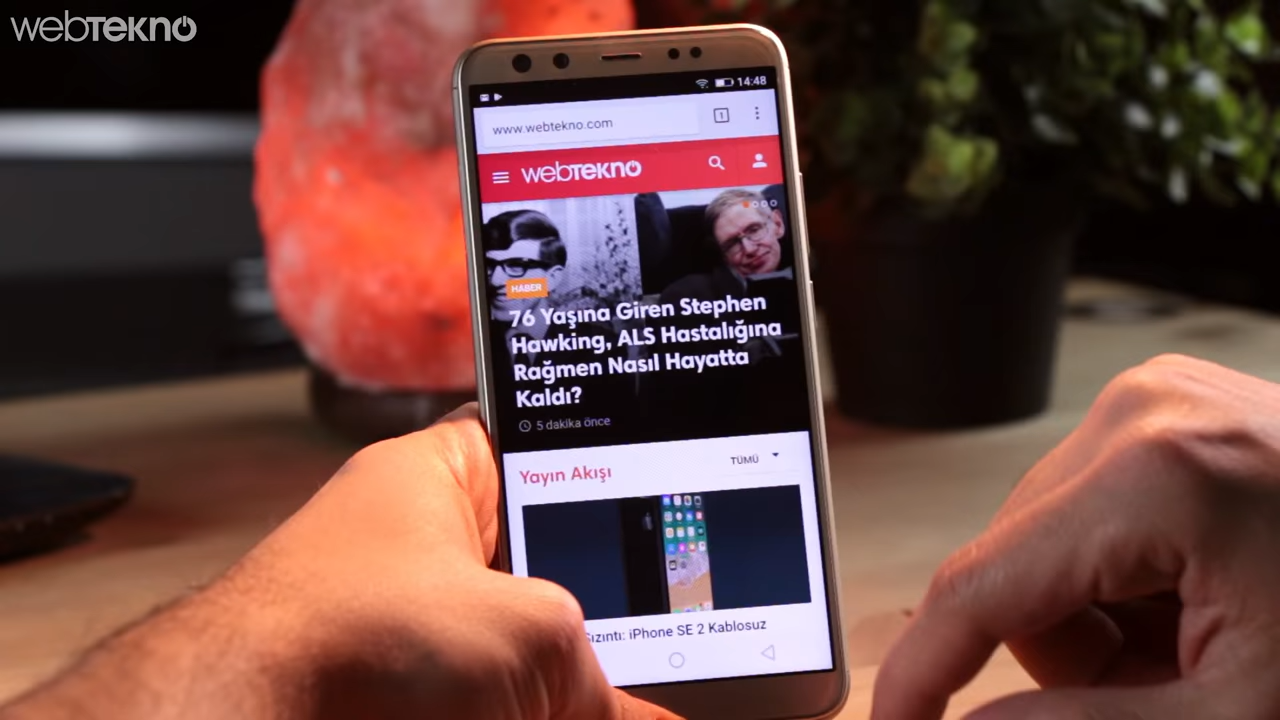 webTEKNO
14:48
www.webtekno.com
1
webTEKNO
HABER
76 Yaşına Giren Stephen
Hawking, ALS Hastalığına
Rağmen Nasıl Hayatta
Kaldı?
5 dakika önce
Yayın Akışı
TÜMÜ
Sızıntı: iPhone SE 2 Kablosuz